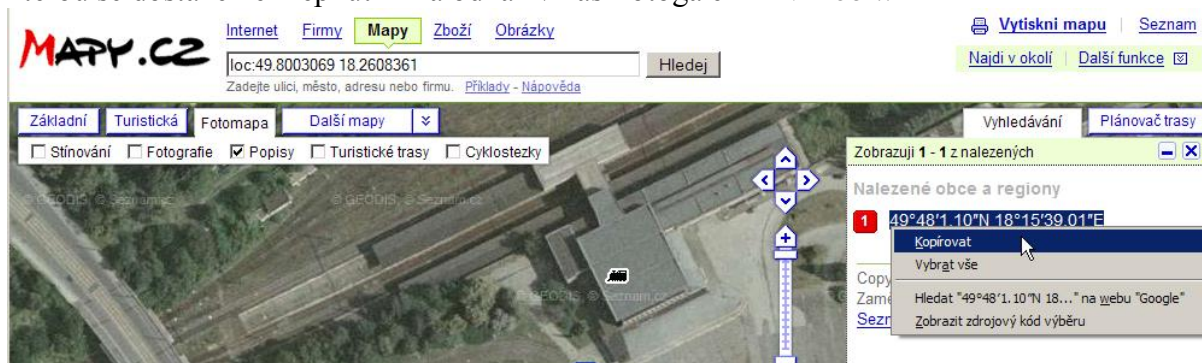 MAPY.CZ
Internet Firmy Mapy Zboží Obrázky
loc:49.8003069 18.2608361 Hledej
Zadejte ulici, město, adresu nebo firmu. Příklady - Nápověda
Vytiskni mapu Seznam
Najdi v okolí Další funkce
Základní Turistická Fotomapa Další mapy
Stínování Fotografie Popisy Turistické trasy Cyklostezky
© GEODIS, © Seznam.cz
© GEODIS, © Seznam.cz
© GEODIS, © Seznam.cz
Vyhledávání Plánovač trasy
Zobrazuji 1 - 1 z nalezených
Nalezené obce a regiony
1 49°48'1.10"N 18°15'39.01"E
Kopírovat
Vybrat vše
Hledat "49°48'1.10"N 18..." na webu "Google"
Zobrazit zdrojový kód výběru
Copy
Zamě
Sezn